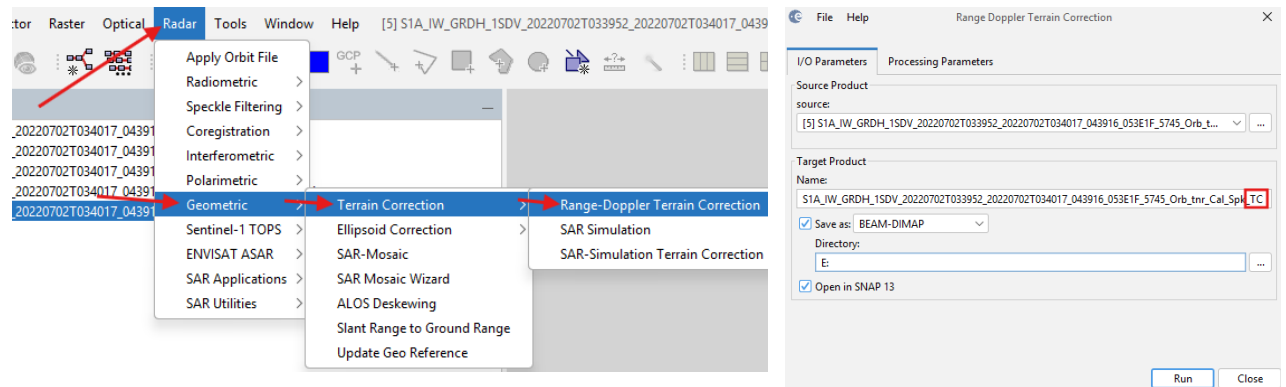 :tor Raster Optical Radar Tools Window Help [5] S1A_IW_GRDH_1SDV_20220702T033952_20220702T034017_0439
GCP
Apply Orbit File
Radiometric
Speckle Filtering
_20220702T034017_04391 Coregistration
_20220702T034017_04391 Interferometric
_20220702T034017_04391 Polarimetric
_20220702T034017_04391
_20220702T034017_04391 Geometric
Sentinel-1 TOPS
ENVISAT ASAR
SAR Applications
SAR Utilities
Terrain Correction
Ellipsoid Correction
SAR-Mosaic
SAR Mosaic Wizard
ALOS Deskewing
Slant Range to Ground Range
Update Geo Reference
Range-Doppler Terrain Correction
SAR Simulation
SAR-Simulation Terrain Correction
File Help Range Doppler Terrain Correction
I/O Parameters Processing Parameters
Source Product
source:
[5] S1A_IW_GRDH_1SDV_20220702T033952_20220702T034017_043916_053E1F_5745_Orb_t... ...
Target Product
Name:
S1A_IW_GRDH_1SDV_20220702T033952_20220702T034017_043916_053E1F_5745_Orb_tnr_Cal_Spk_TC
Save as: BEAM-DIMAP
Directory:
E: ...
Open in SNAP 13
Run Close